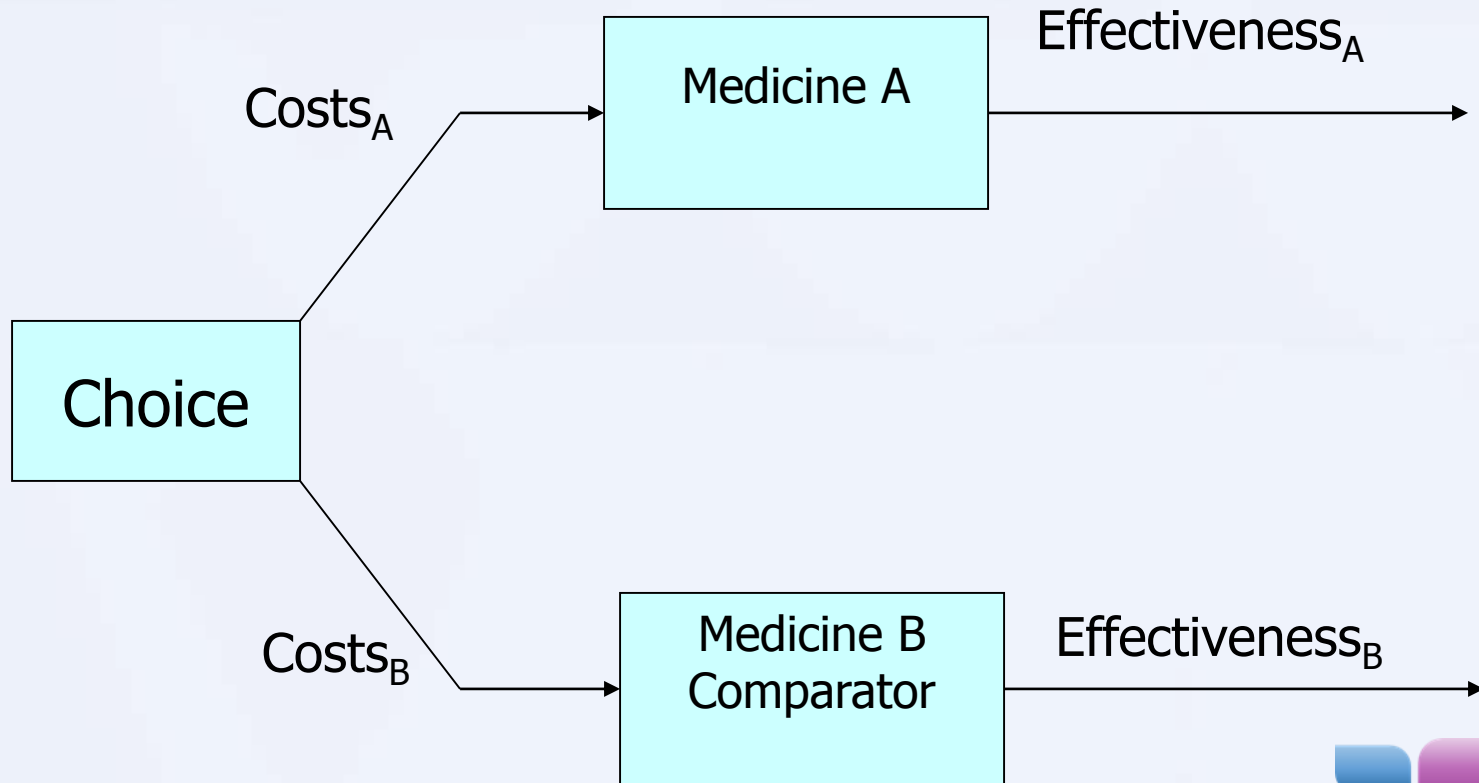 Effectiveness_A
Medicine A
Costs_A
Choice
Medicine B
Comparator
Effectiveness_B
Costs_B